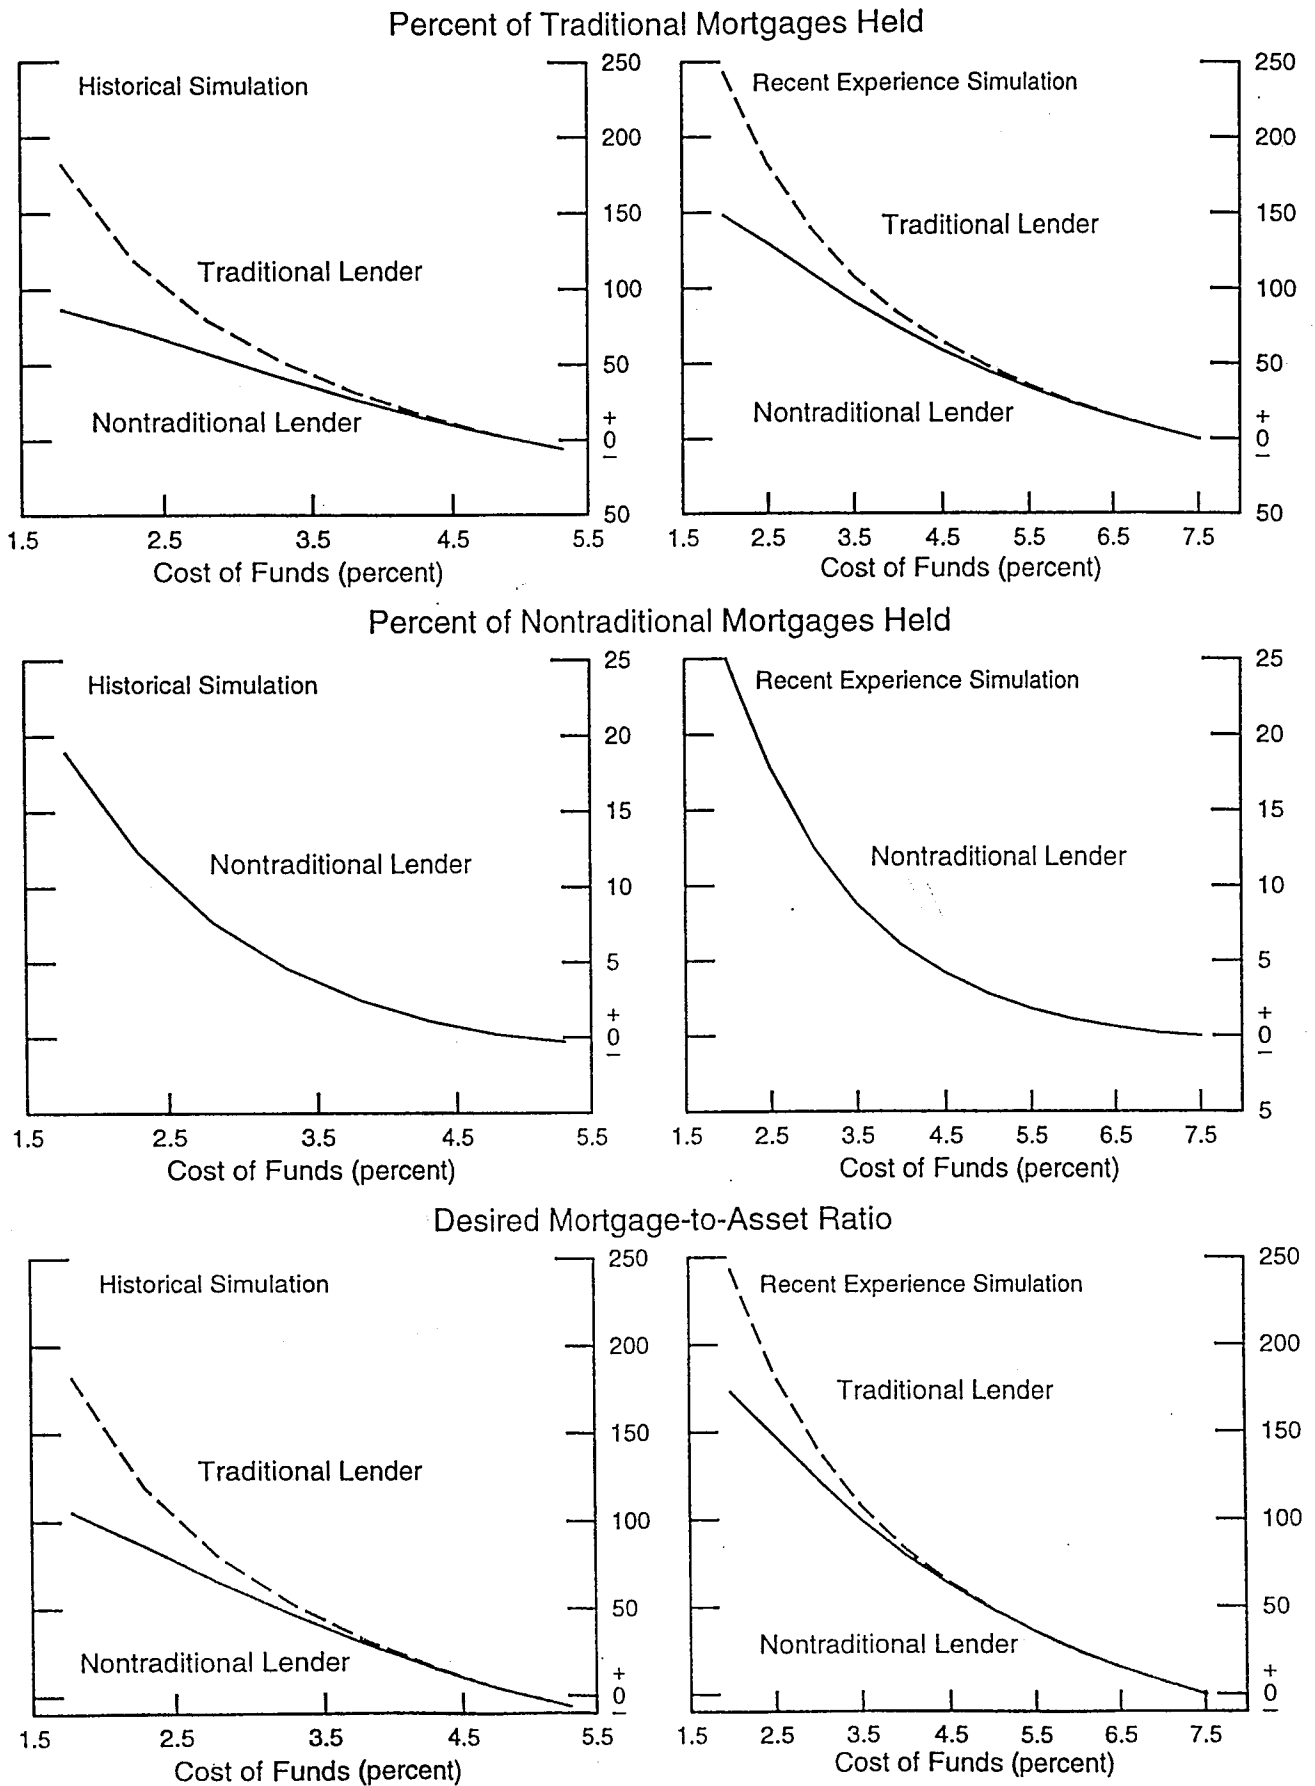 Percent of Traditional Mortgages Held
Historical Simulation
250
200
150
100
50
+
0
−
50
Traditional Lender
Nontraditional Lender
1.5 2.5 3.5 4.5 5.5
Cost of Funds (percent)
Recent Experience Simulation
250
200
150
100
50
+
0
−
50
Traditional Lender
Nontraditional Lender
1.5 2.5 3.5 4.5 5.5 6.5 7.5
Cost of Funds (percent)
Percent of Nontraditional Mortgages Held
Historical Simulation
25
20
15
10
5
+
0
−
Nontraditional Lender
1.5 2.5 3.5 4.5 5.5
Cost of Funds (percent)
Recent Experience Simulation
25
20
15
10
5
+
0
−
5
Nontraditional Lender
1.5 2.5 3.5 4.5 5.5 6.5 7.5
Cost of Funds (percent)
Desired Mortgage-to-Asset Ratio
Historical Simulation
250
200
150
100
50
+
0
−
Traditional Lender
Nontraditional Lender
1.5 2.5 3.5 4.5 5.5
Cost of Funds (percent)
Recent Experience Simulation
250
200
150
100
50
+
0
−
Traditional Lender
Nontraditional Lender
1.5 2.5 3.5 4.5 5.5 6.5 7.5
Cost of Funds (percent)